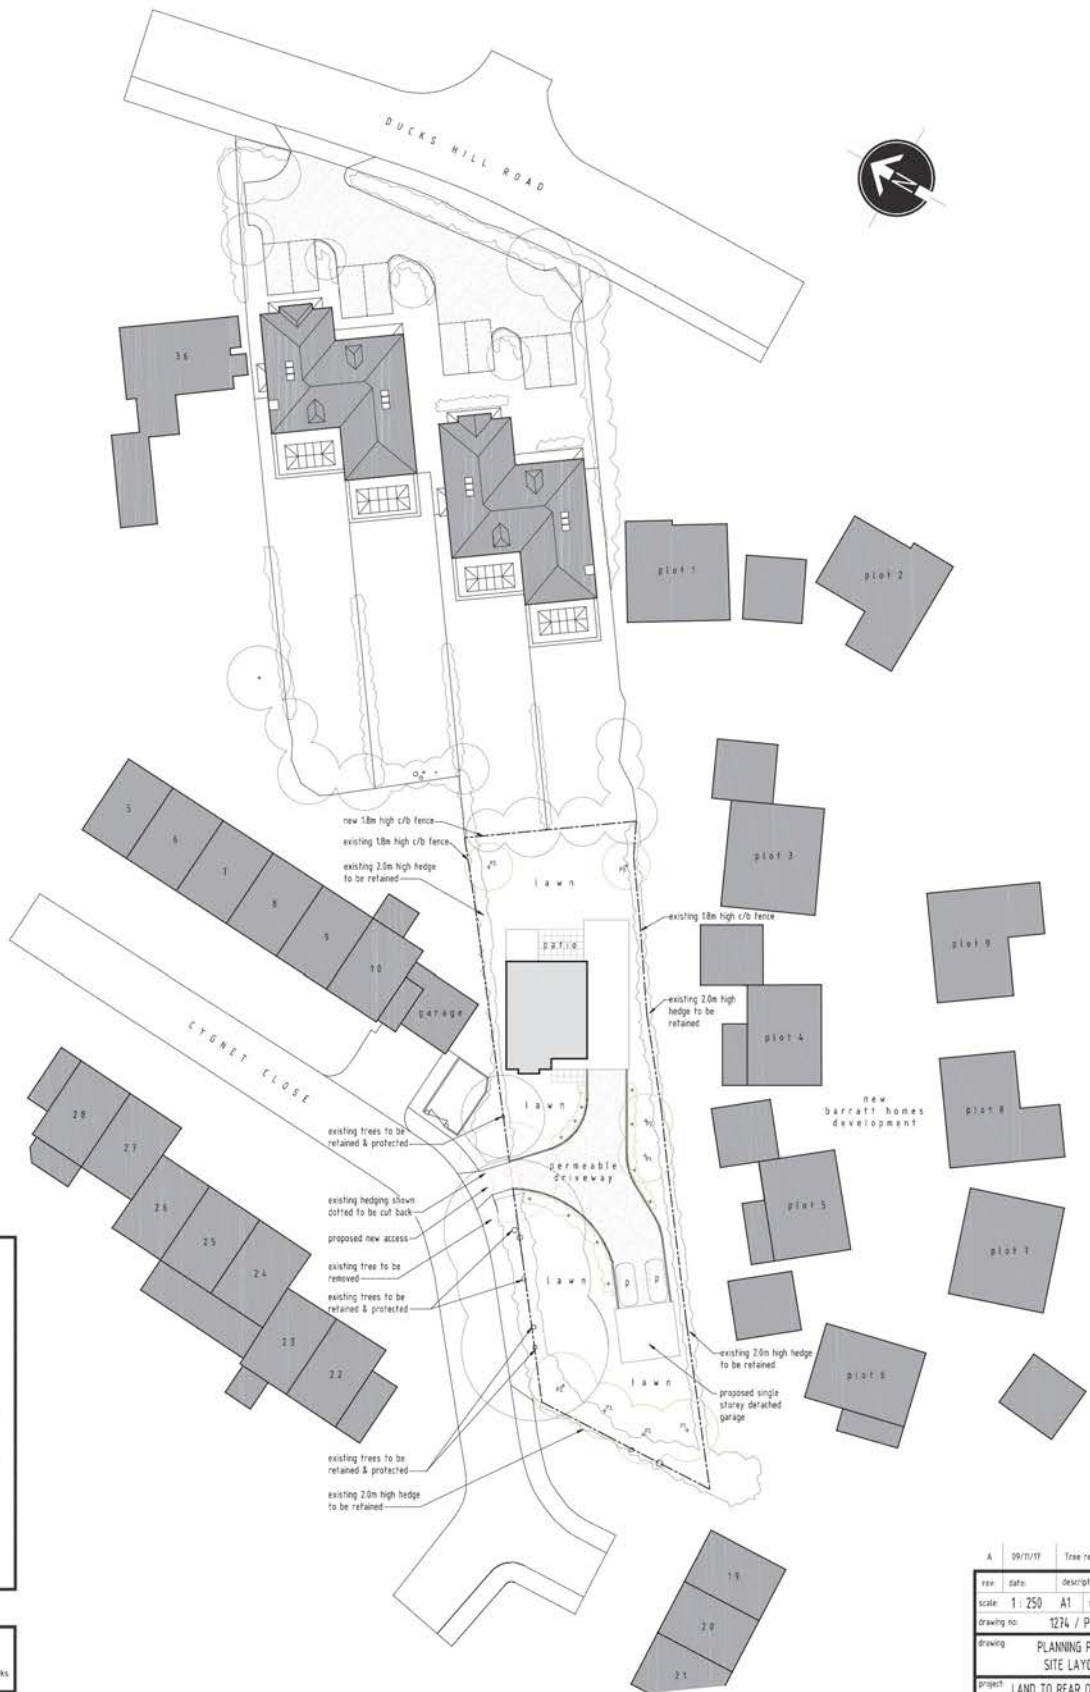 DUCKS HILL ROAD
N
36
plot 1
plot 2
plot 3
plot 9
plot 4
new
barratt homes
development
plot 8
plot 5
plot 7
plot 6
5
6
7
8
9
10
garage
CYGNET CLOSE
28
27
26
25
24
23
22
19
20
21
new 1.8m high c/b fence
existing 1.8m high c/b fence
existing 2.0m high hedge
to be retained
lawn
patio
existing 1.8m high c/b fence
existing 2.0m high
hedge to be
retained
lawn
permeable
driveway
existing trees to be
retained & protected
existing hedging shown
dotted to be cut back
proposed new access
existing tree to be
removed
existing trees to be
retained & protected
lawn
P
P
existing 2.0m high hedge
to be retained
proposed single
storey detached
garage
lawn
existing trees to be
retained & protected
existing 2.0m high hedge
to be retained
A 09/11/17 Tree
rev: date:
scale: 1 : 250 A1
drawing no: 1274 / P
drawing PLANNING
project: LAND TO REAR